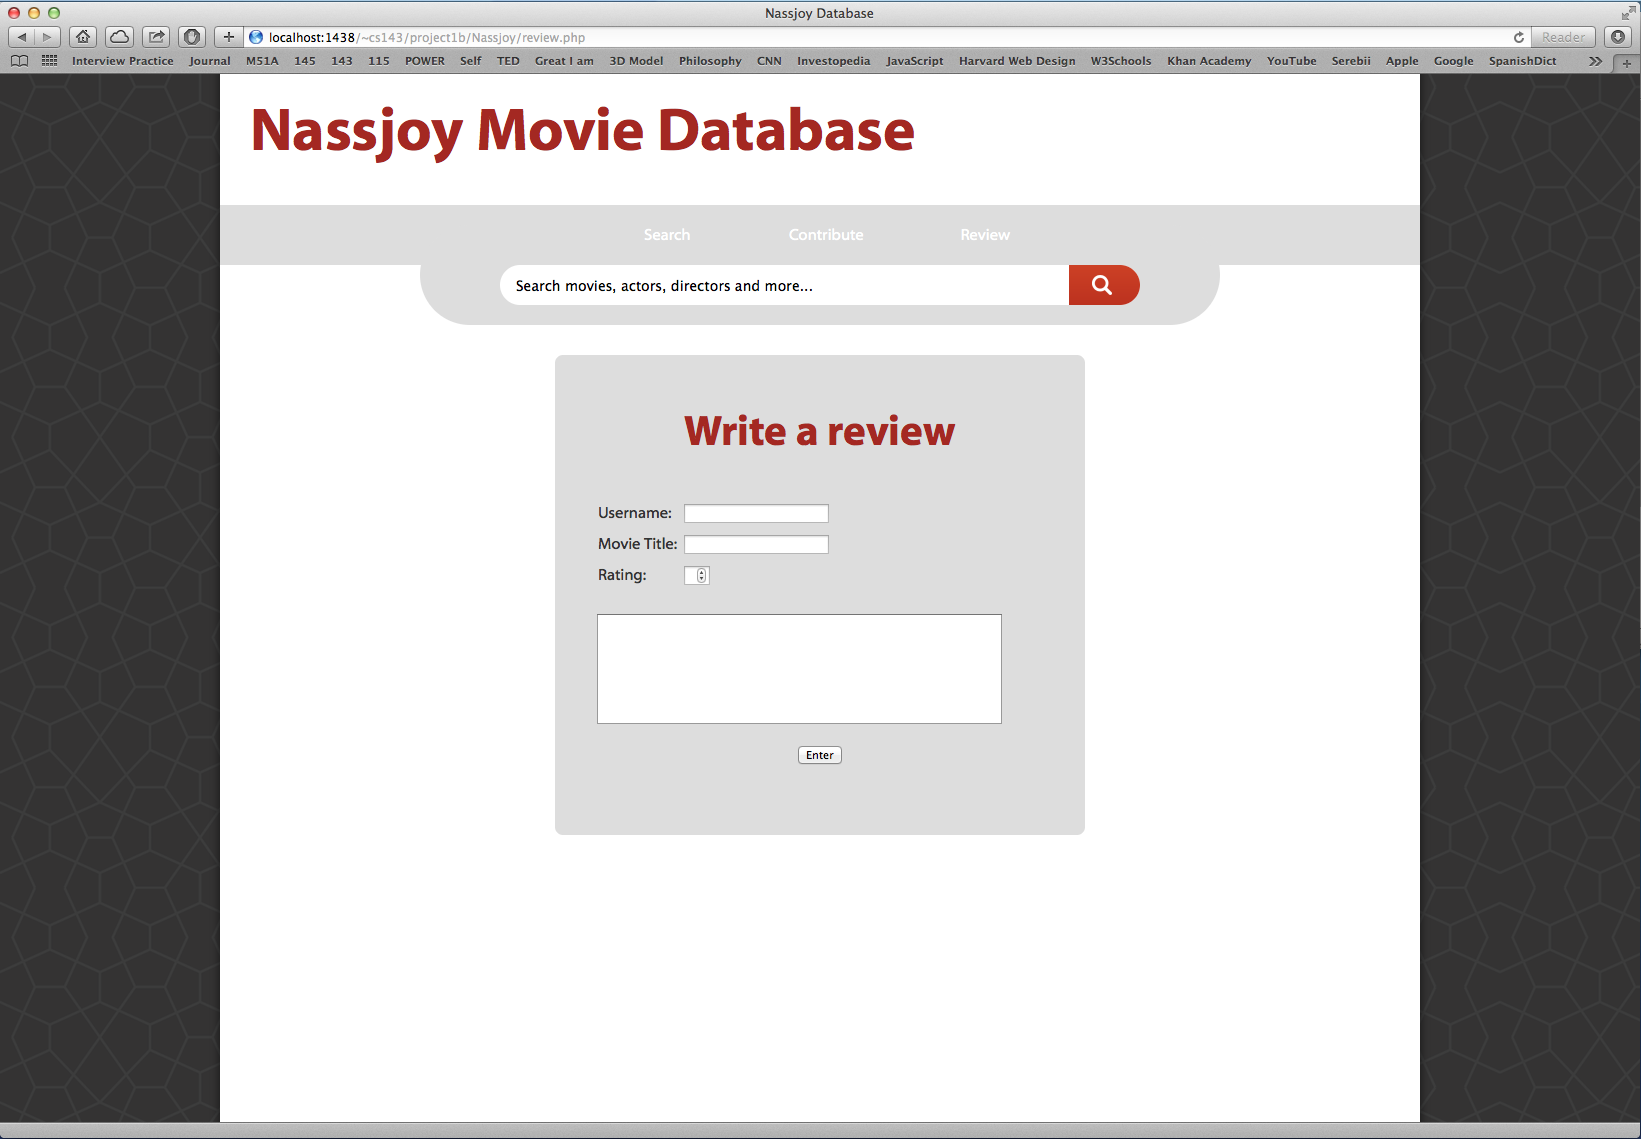 Nassjoy Database
localhost:1438/~cs143/project1b/Nassjoy/review.php
Reader
Interview Practice Journal M51A 145 143 115 POWER Self TED Great I am 3D Model Philosophy CNN Investopedia JavaScript Harvard Web Design W3Schools Khan Academy YouTube Serebii Apple Google SpanishDict
Nassjoy Movie Database
Search Contribute Review
Search movies, actors, directors and more...
Write a review
Username:
Movie Title:
Rating:
Enter